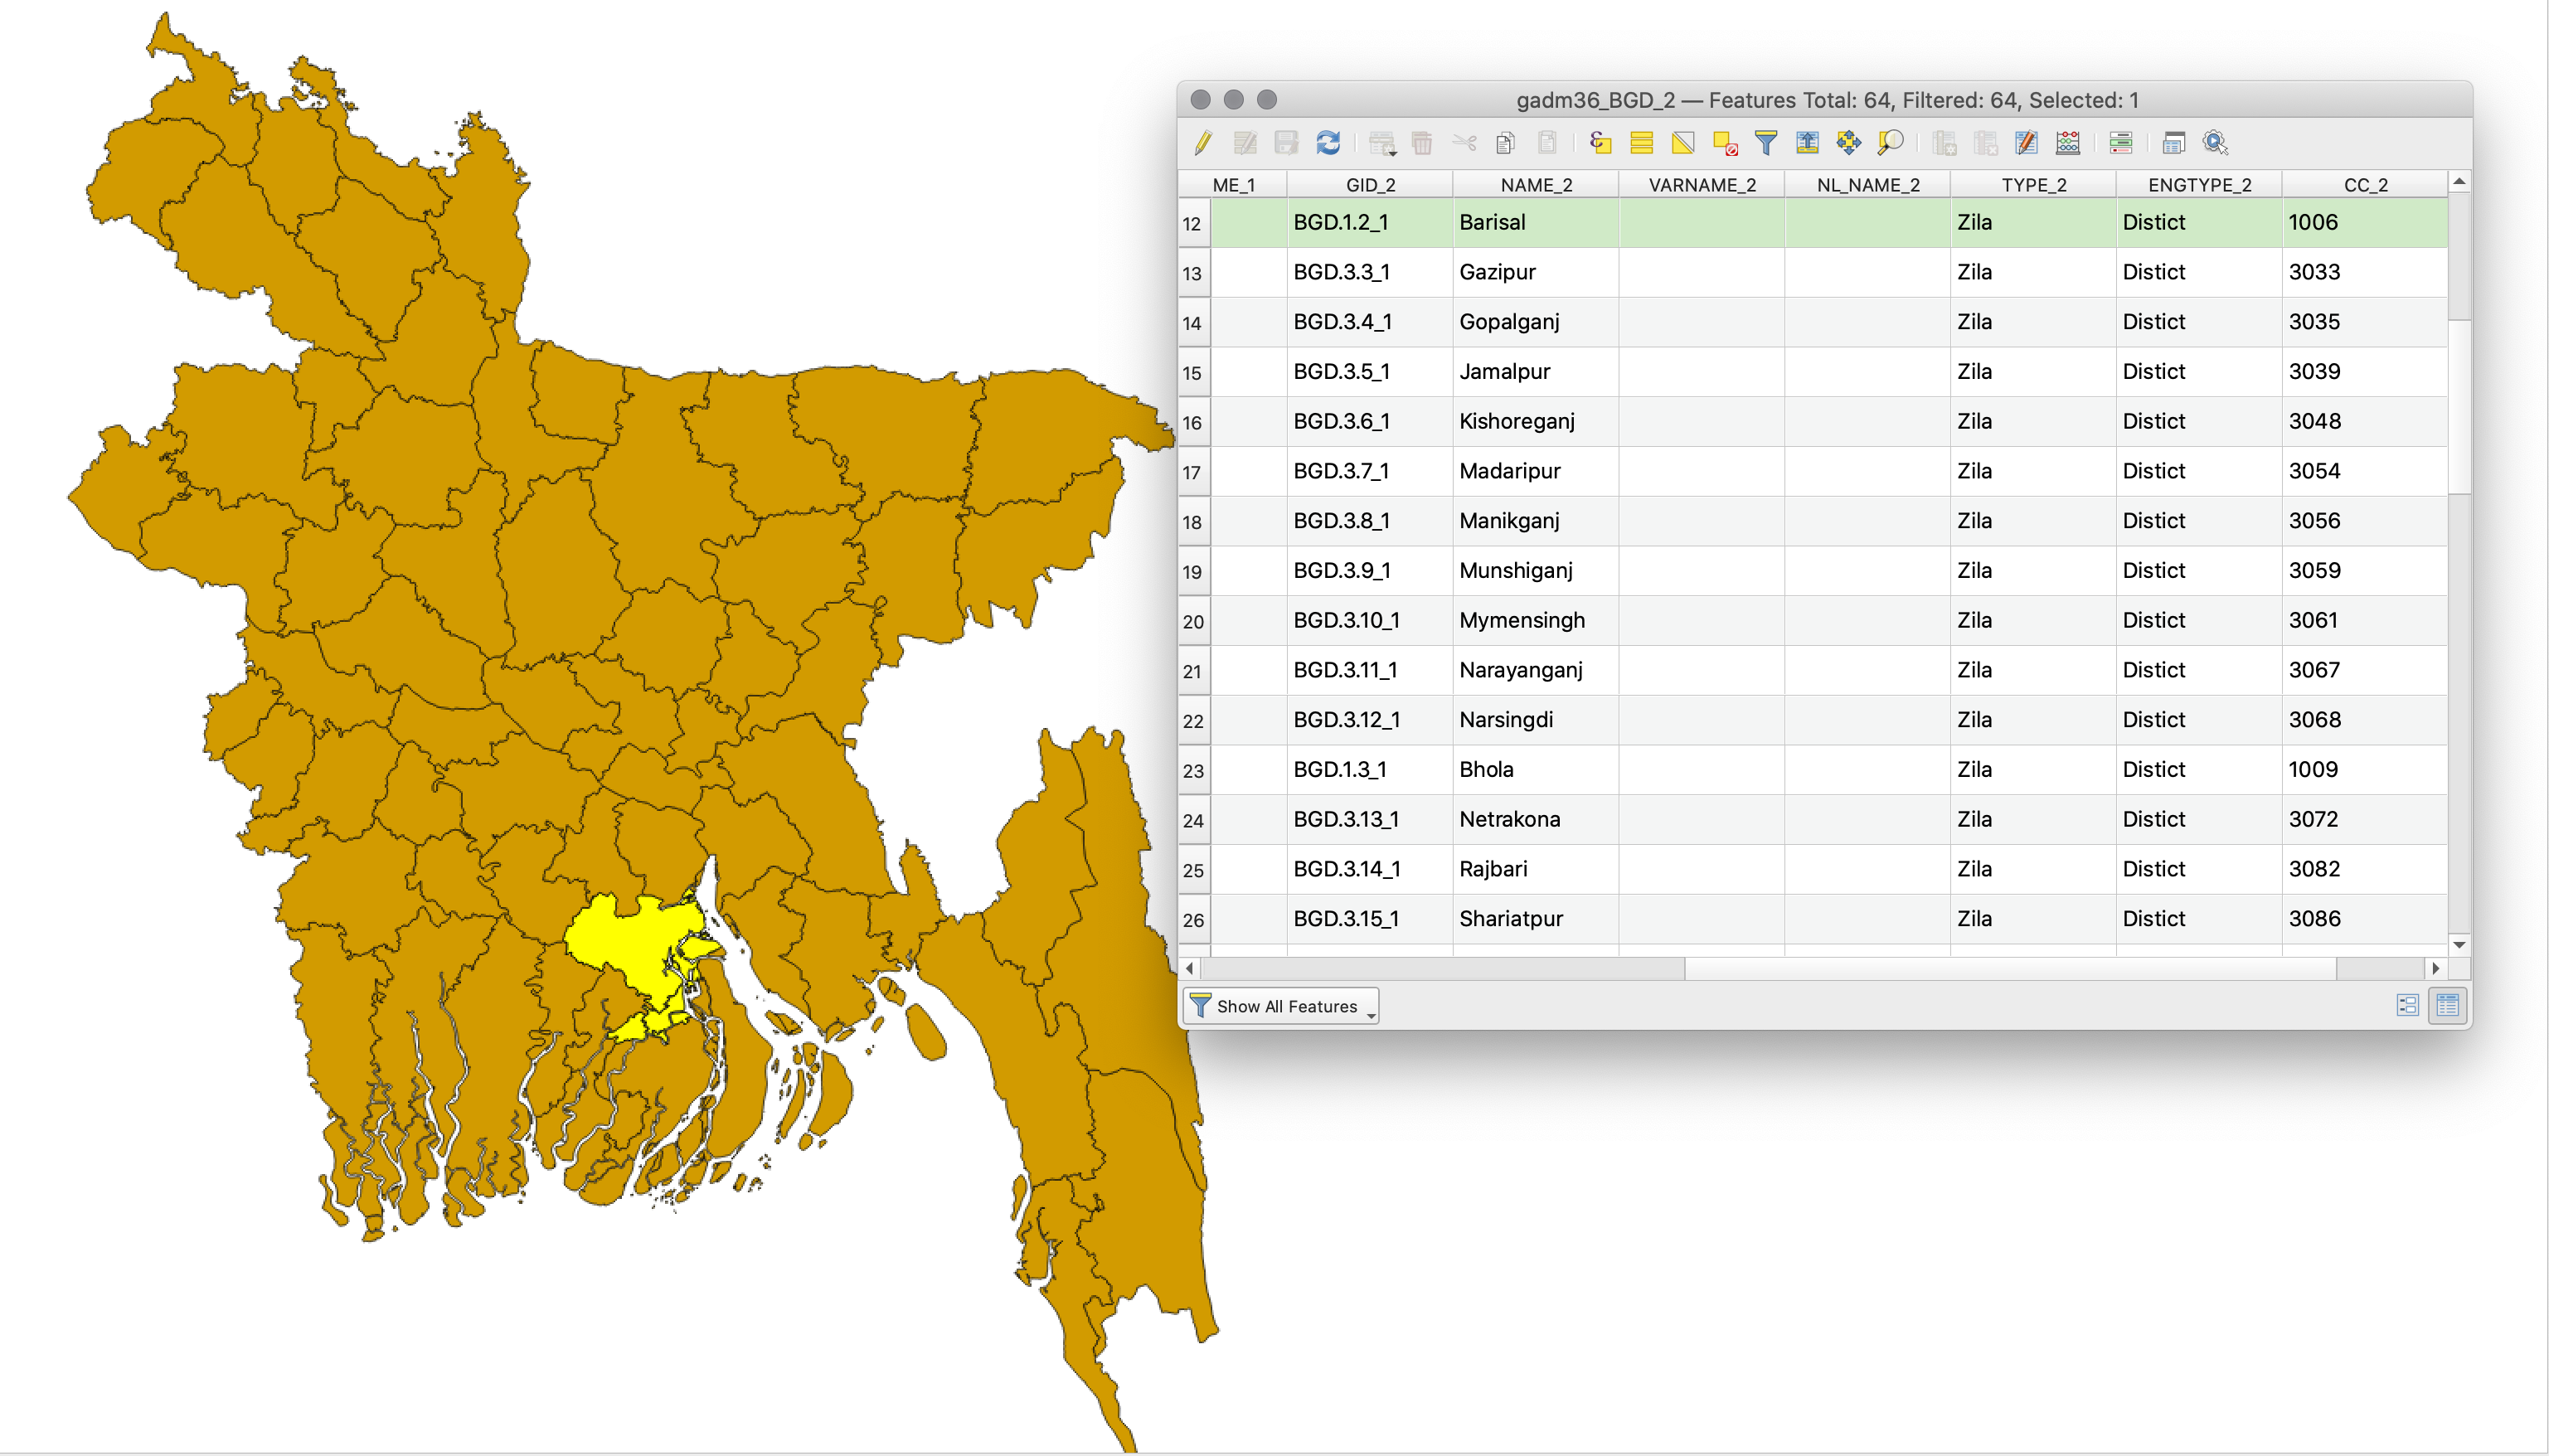 gadm36_BGD_2 — Features Total: 64, Filtered: 64, Selected: 1
ME_1 GID_2 NAME_2 VARNAME_2 NL_NAME_2 TYPE_2 ENGTYPE_2 CC_2
12 BGD.1.2_1 Barisal Zila Distict 1006
13 BGD.3.3_1 Gazipur Zila Distict 3033
14 BGD.3.4_1 Gopalganj Zila Distict 3035
15 BGD.3.5_1 Jamalpur Zila Distict 3039
16 BGD.3.6_1 Kishoreganj Zila Distict 3048
17 BGD.3.7_1 Madaripur Zila Distict 3054
18 BGD.3.8_1 Manikganj Zila Distict 3056
19 BGD.3.9_1 Munshiganj Zila Distict 3059
20 BGD.3.10_1 Mymensingh Zila Distict 3061
21 BGD.3.11_1 Narayanganj Zila Distict 3067
22 BGD.3.12_1 Narsingdi Zila Distict 3068
23 BGD.1.3_1 Bhola Zila Distict 1009
24 BGD.3.13_1 Netrakona Zila Distict 3072
25 BGD.3.14_1 Rajbari Zila Distict 3082
26 BGD.3.15_1 Shariatpur Zila Distict 3086
Show All Features